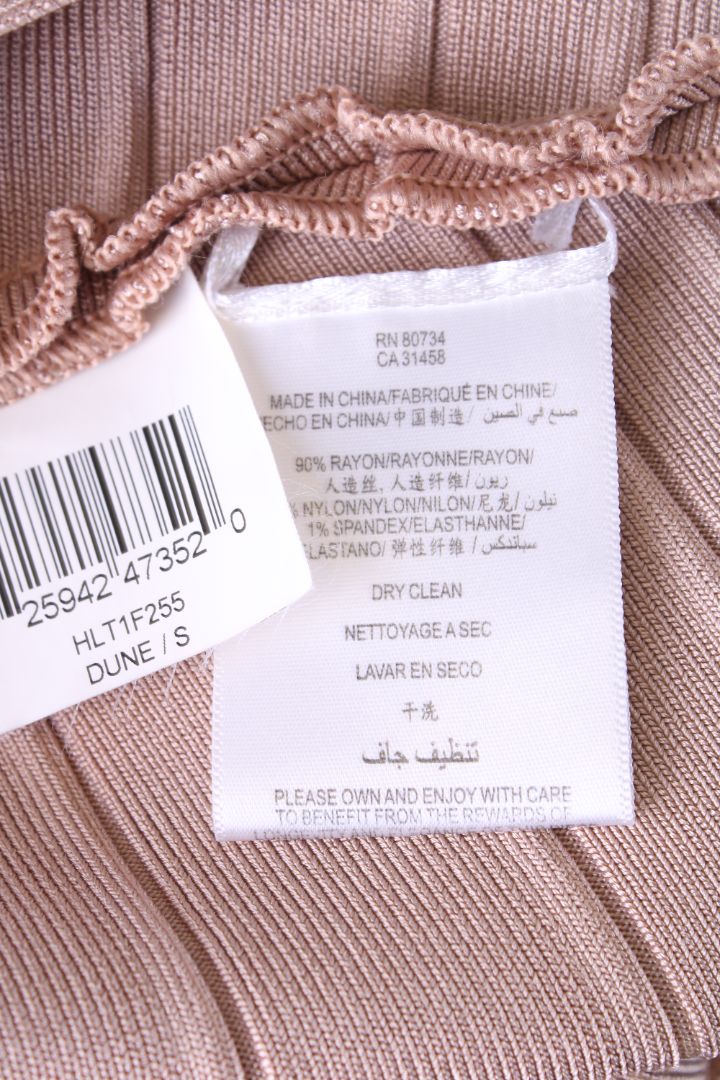 RN 80734
CA 31458
MADE IN CHINA/FABRIQUÉ EN CHINE/
ECHO EN CHINA/中国制造/ صنع في الصين
90% RAYON/RAYONNE/RAYON/
人造丝, 人造纤维/ ريون/
% NYLON/NYLON/NILON/尼龙/ نيلون/
1% SPANDEX/ELASTHANNE/
LASTANO/ 弹性纤维/ سباندكس/
DRY CLEAN
NETTOYAGE A SEC
LAVAR EN SECO
干洗
تنظيف جاف
PLEASE OWN AND ENJOY WITH CARE
TO BENEFIT FROM THE REWARDS OF
25942 47352 0
HLT1F255
DUNE / S